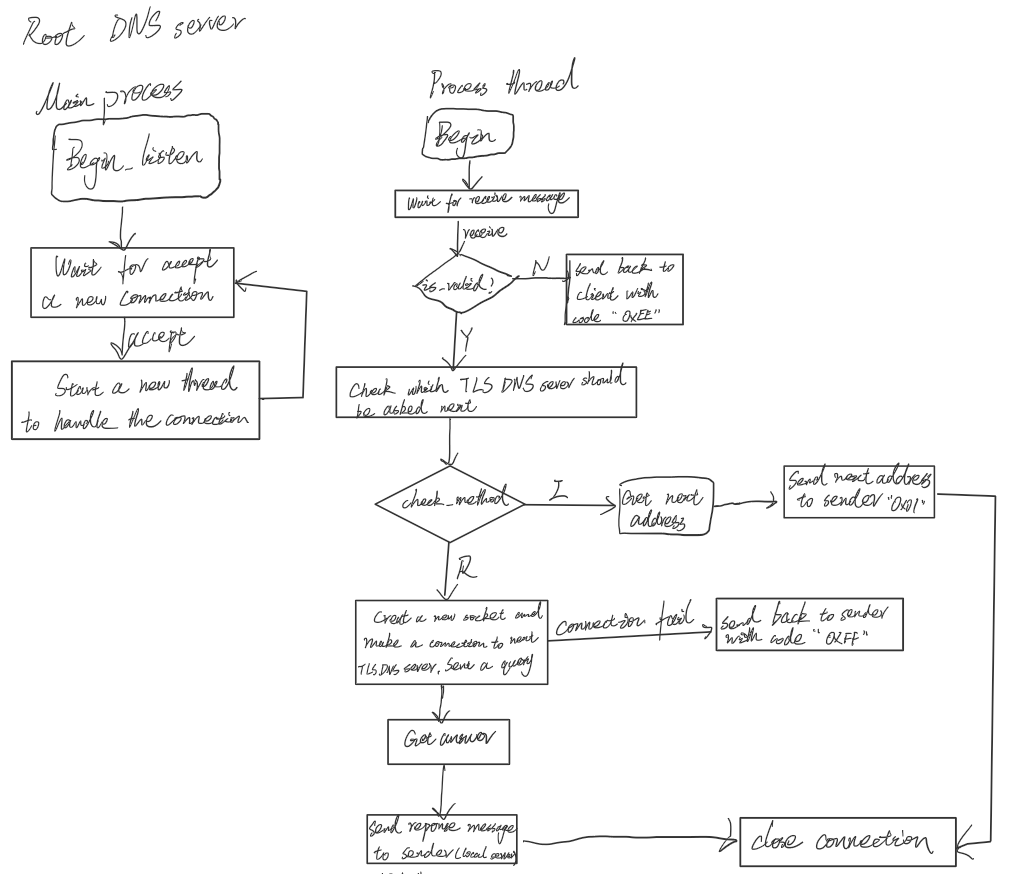 Root DNS server
Main process
Begin_listen
Wait for accept
a new connection
accept
Start a new thread
to handle the connection
Process thread
Begin
Wait for receive message
receive
is_valid?
N
send back to
client with
code "0XEE"
Y
Check which TLS DNS sever should
be asked next
check_method
I
Get next
address
Send next address
to sender "0x01"
R
Creat a new socket and
make a conection to next
TLS DNS sever. Sent a query
Connection fail
Send back to sender
with code "0XFF"
Get answer
Send reponse message
to sender (local server
close connection